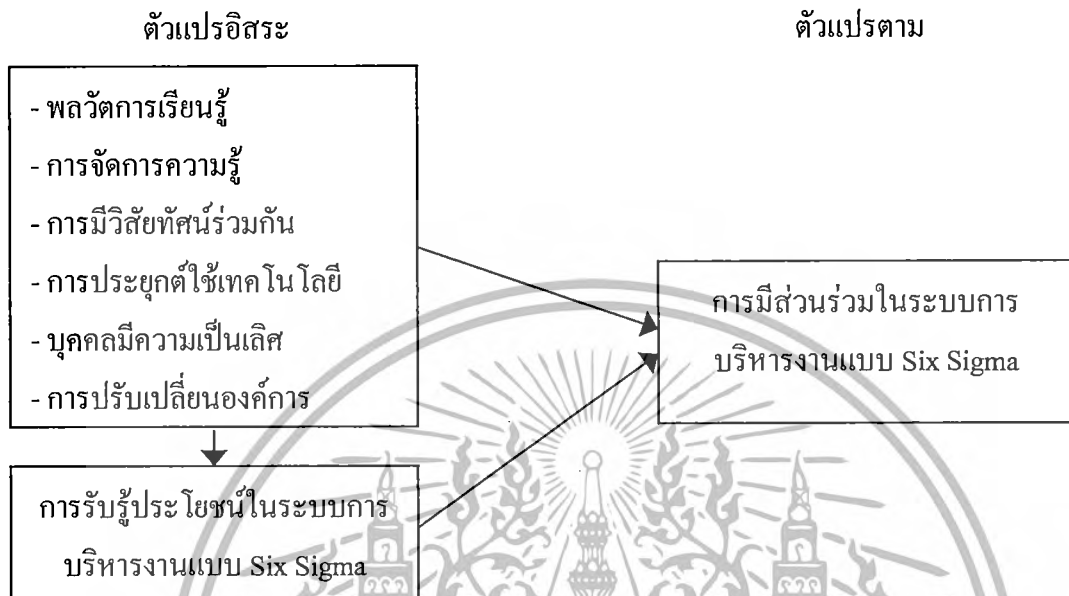 ตัวแปรอิสระ
ตัวแปรตาม
- พลวัตการเรียนรู้
- การจัดการความรู้
- การมีวิสัยทัศน์ร่วมกัน
- การประยุกต์ใช้เทคโนโลยี
- บุคคลมีความเป็นเลิศ
- การปรับเปลี่ยนองค์การ
การมีส่วนร่วมในระบบการ
บริหารงานแบบ Six Sigma
การรับรู้ประโยชน์ในระบบการ
บริหารงานแบบ Six Sigma